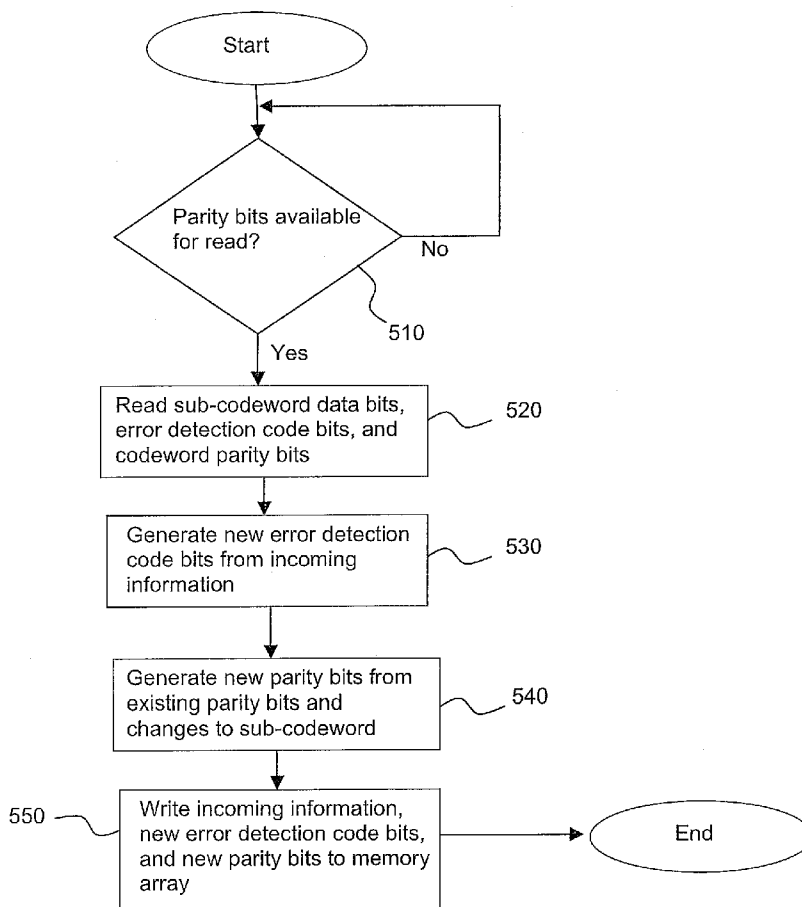 Start
Parity bits available
for read?
No
510
Yes
Read sub-codeword data bits,
error detection code bits, and
codeword parity bits
520
Generate new error detection
code bits from incoming
information
530
Generate new parity bits from
existing parity bits and
changes to sub-codeword
540
550
Write incoming information,
new error detection code bits,
and new parity bits to memory
array
End